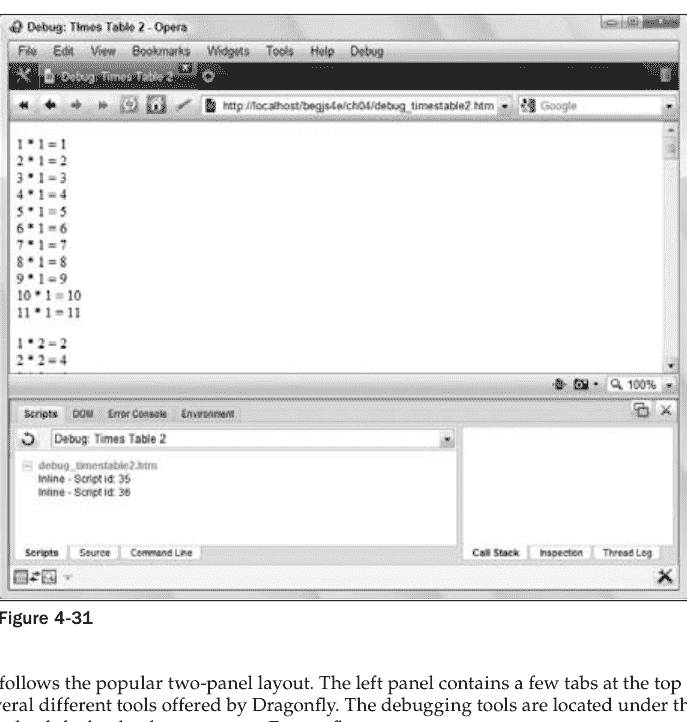 Debug: Times Table 2 - Opera
File Edit View Bookmarks Widgets Tools Help Debug
Debug: Times Table 2
http://localhost/begjs4e/ch04/debug_timestable2.htm
Google
1 * 1 = 1
2 * 1 = 2
3 * 1 = 3
4 * 1 = 4
5 * 1 = 5
6 * 1 = 6
7 * 1 = 7
8 * 1 = 8
9 * 1 = 9
10 * 1 = 10
11 * 1 = 11
1 * 2 = 2
2 * 2 = 4
100%
Scripts DOM Error Console Environment
Debug: Times Table 2
debug_timestable2.htm
Inline - Script id: 35
Inline - Script id: 36
Scripts Source Command Line
Call Stack Inspection Thread Log
Figure 4-31
follows the popular two-panel layout. The left panel contains a few tabs at the top
veral different tools offered by Dragonfly. The debugging tools are located under th